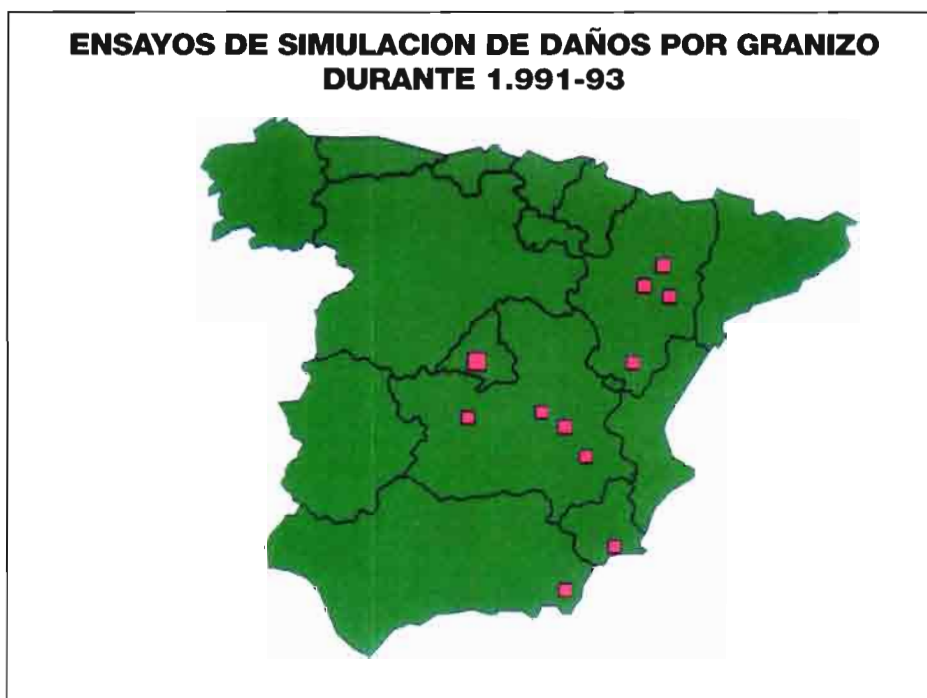 ENSAYOS DE SIMULACION DE DAÑOS POR GRANIZO
DURANTE 1.991-93